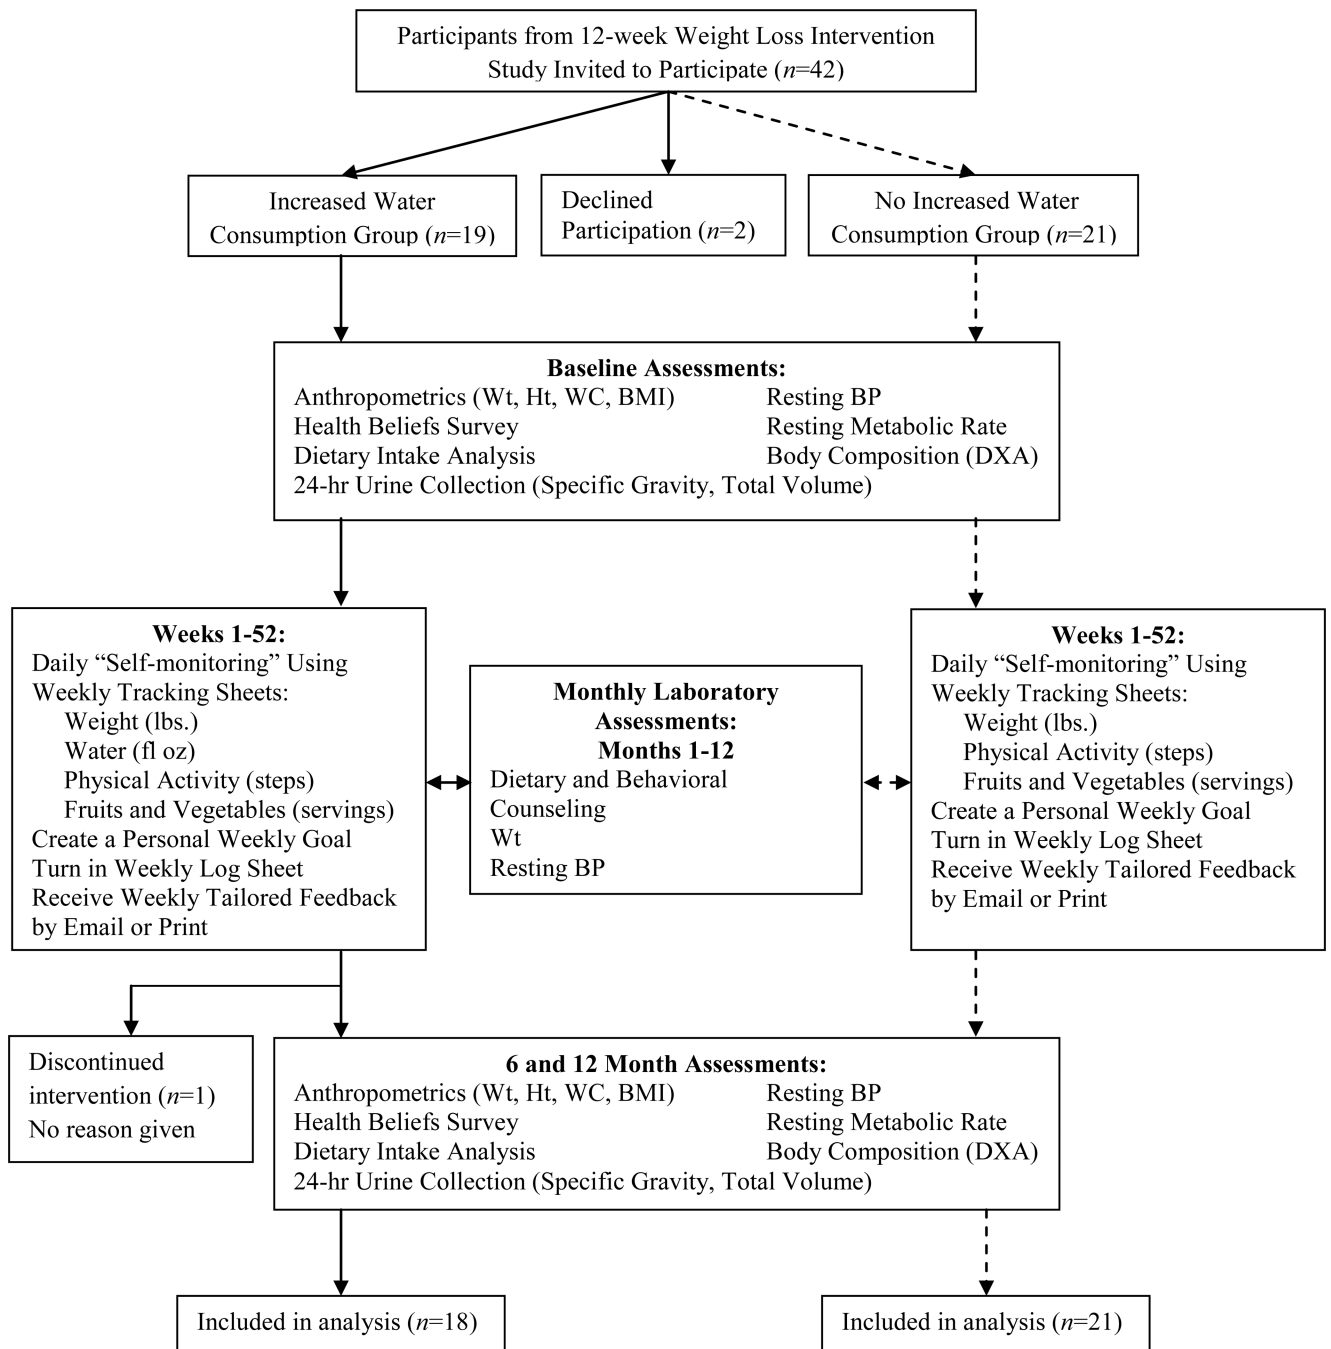 Participants from 12-week Weight Loss Intervention
Study Invited to Participate (n=42)
Increased Water
Consumption Group (n=19)
Declined
Participation (n=2)
No Increased Water
Consumption Group (n=21)
Baseline Assessments:
Anthropometrics (Wt, Ht, WC, BMI) Resting BP
Health Beliefs Survey Resting Metabolic Rate
Dietary Intake Analysis Body Composition (DXA)
24-hr Urine Collection (Specific Gravity, Total Volume)
Weeks 1-52:
Daily “Self-monitoring” Using
Weekly Tracking Sheets:
Weight (lbs.)
Water (fl oz)
Physical Activity (steps)
Fruits and Vegetables (servings)
Create a Personal Weekly Goal
Turn in Weekly Log Sheet
Receive Weekly Tailored Feedback
by Email or Print
Monthly Laboratory
Assessments:
Months 1-12
Dietary and Behavioral
Counseling
Wt
Resting BP
Weeks 1-52:
Daily “Self-monitoring” Using
Weekly Tracking Sheets:
Weight (lbs.)
Physical Activity (steps)
Fruits and Vegetables (servings)
Create a Personal Weekly Goal
Turn in Weekly Log Sheet
Receive Weekly Tailored Feedback
by Email or Print
Discontinued
intervention (n=1)
No reason given
6 and 12 Month Assessments:
Anthropometrics (Wt, Ht, WC, BMI) Resting BP
Health Beliefs Survey Resting Metabolic Rate
Dietary Intake Analysis Body Composition (DXA)
24-hr Urine Collection (Specific Gravity, Total Volume)
Included in analysis (n=18)
Included in analysis (n=21)